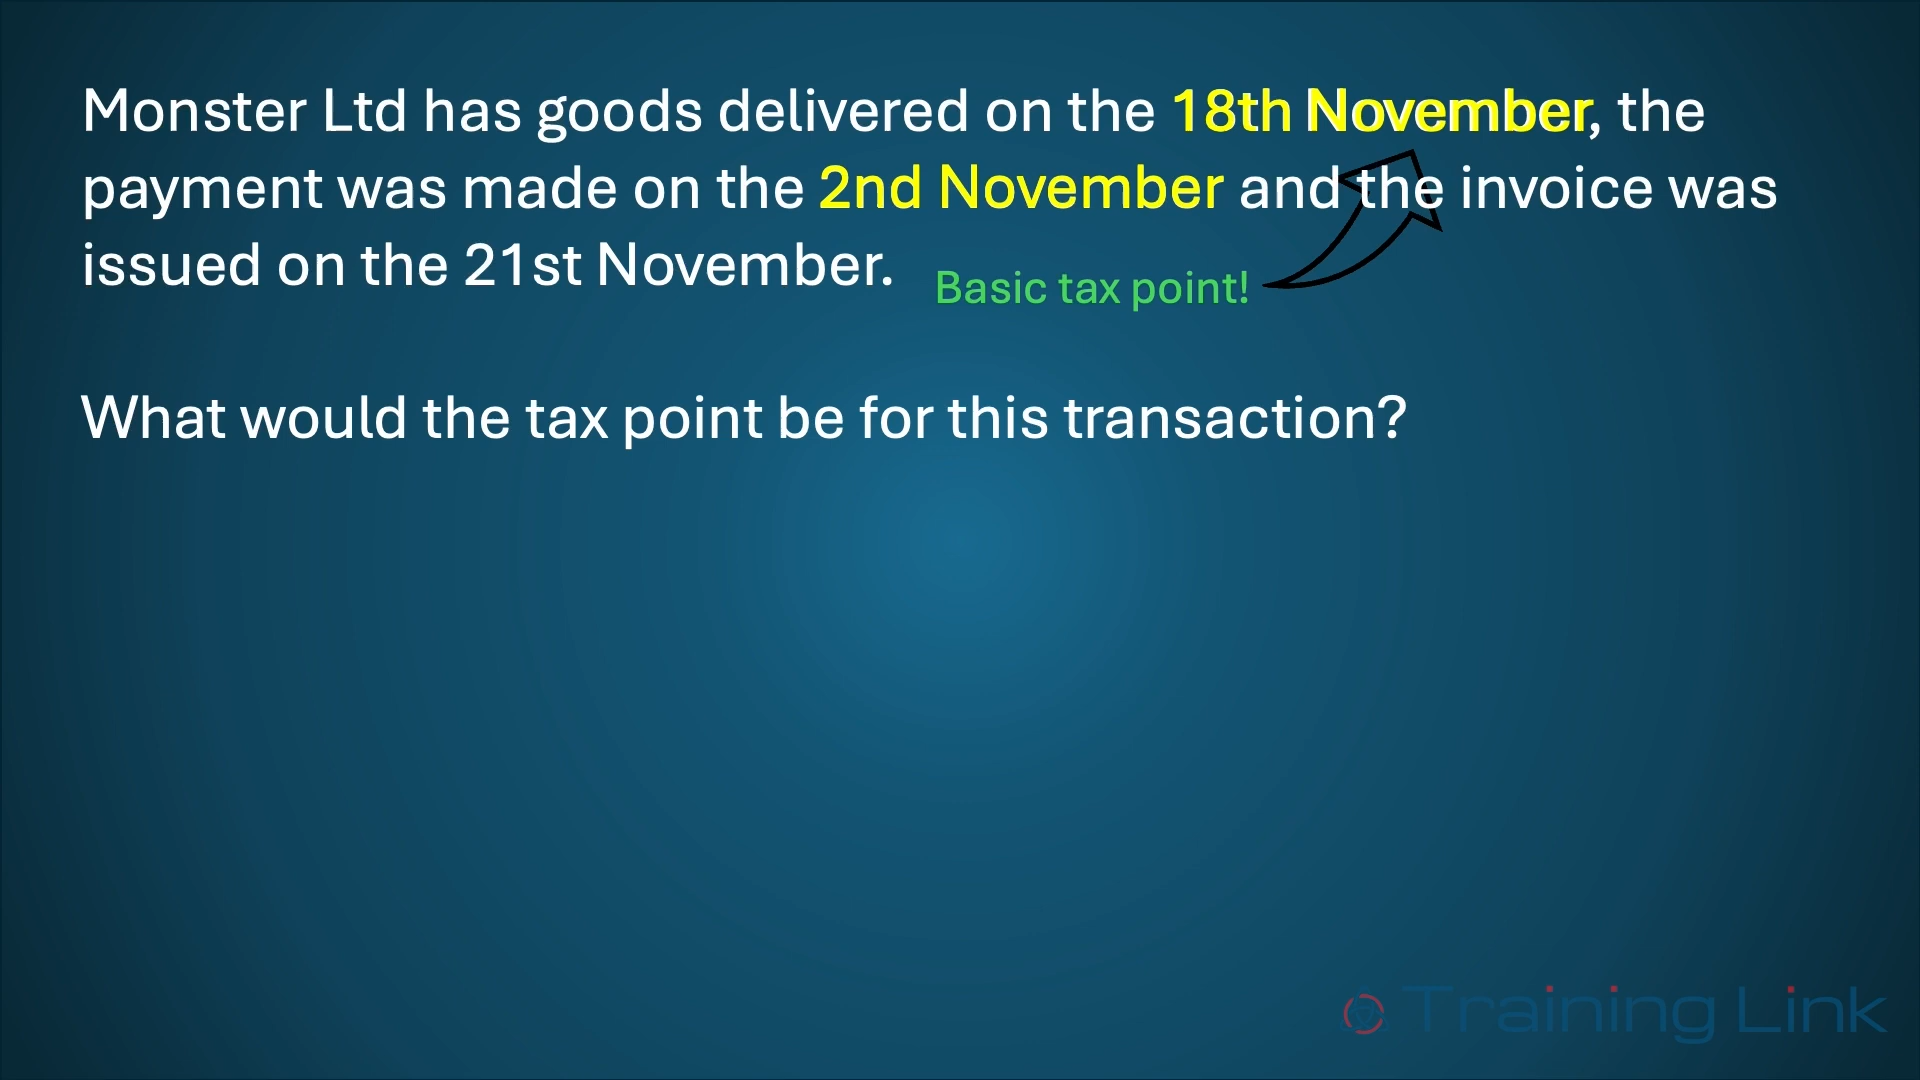 Monster Ltd has goods delivered on the 18th November, the
payment was made on the 2nd November and the invoice was
issued on the 21st November.
Basic tax point!
What would the tax point be for this transaction?
Training Link